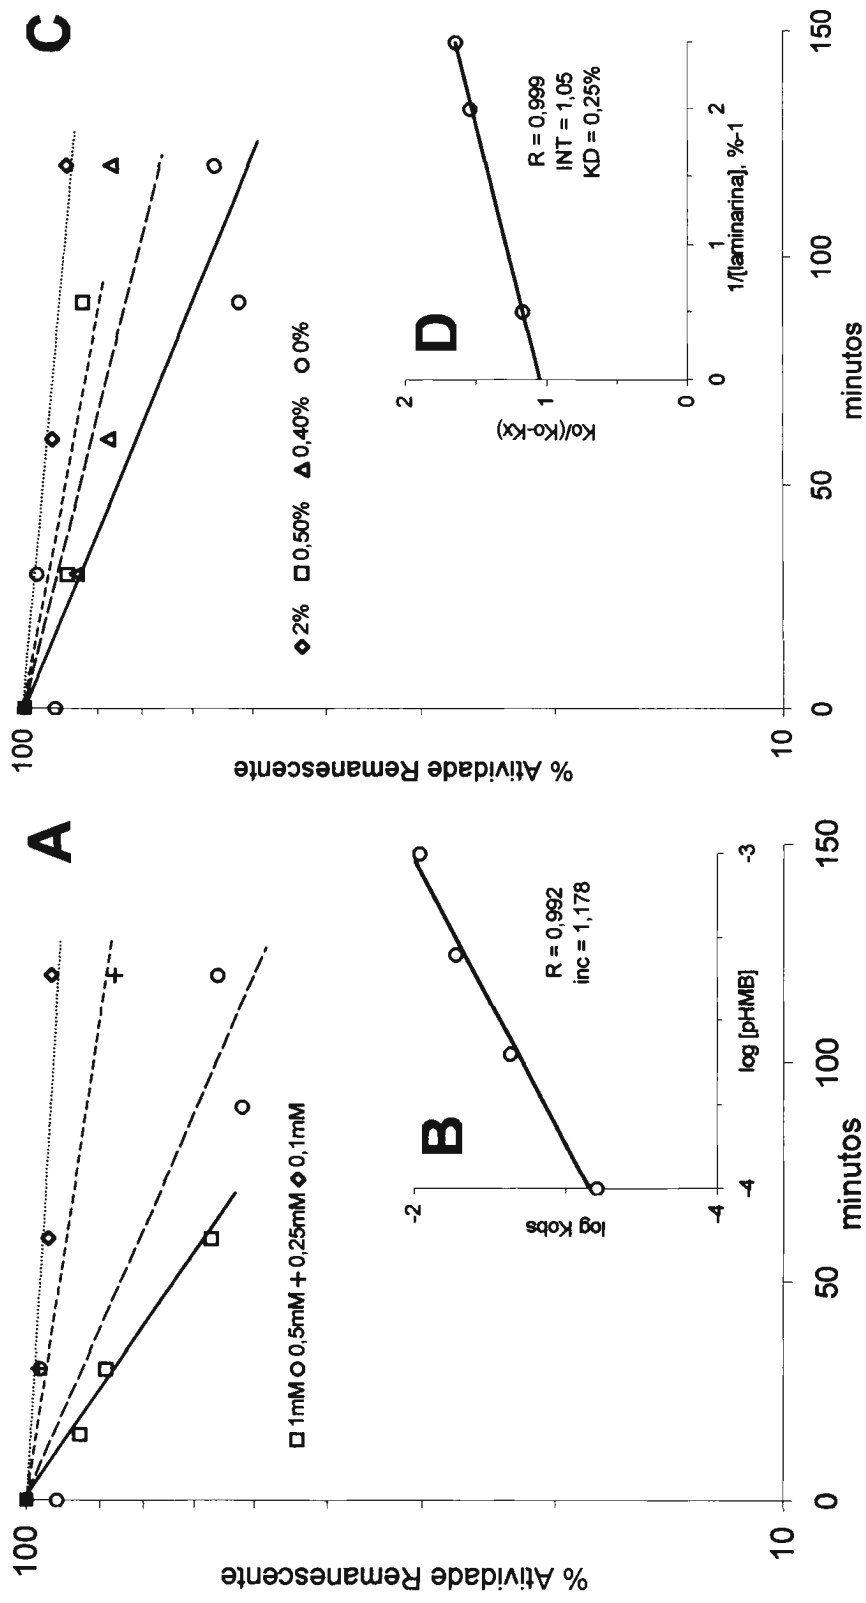 A
100
10
% Atividade Remanescente
0
50
100
150
minutos
1mM 0,5mM 0,25mM 0,1mM
B
-2
-4
log Kobs
-4
-3
log [pHMB]
R = 0,992
inc = 1,178
C
100
10
% Atividade Remanescente
0
50
100
150
minutos
2% 0,50% 0,40% 0%
D
2
1
0
Ko/(Ko-Kx)
0
1
2
1/[laminarina], %-1
R = 0,999
INT = 1,05
KD = 0,25%